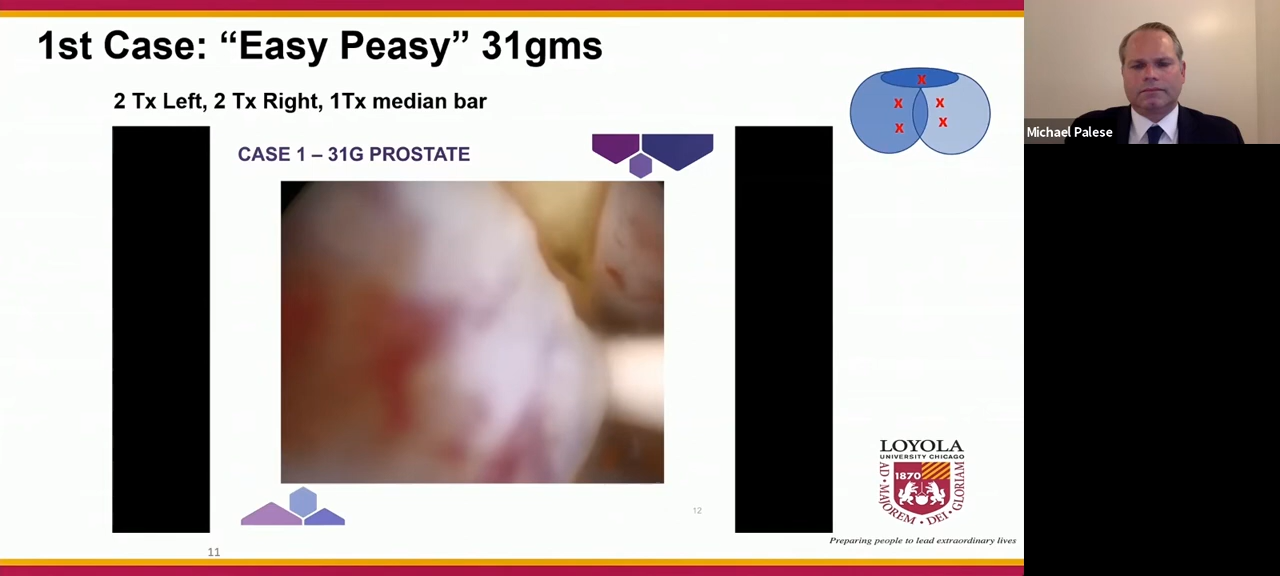 1st Case: “Easy Peasy” 31gms
2 Tx Left, 2 Tx Right, 1Tx median bar
CASE 1 – 31G PROSTATE
x
x x
x x
Michael Palese
LOYOLA
UNIVERSITY CHICAGO
1870
AD • MAJOREM • DEI • GLORIAM
Preparing people to lead extraordinary lives
12
11